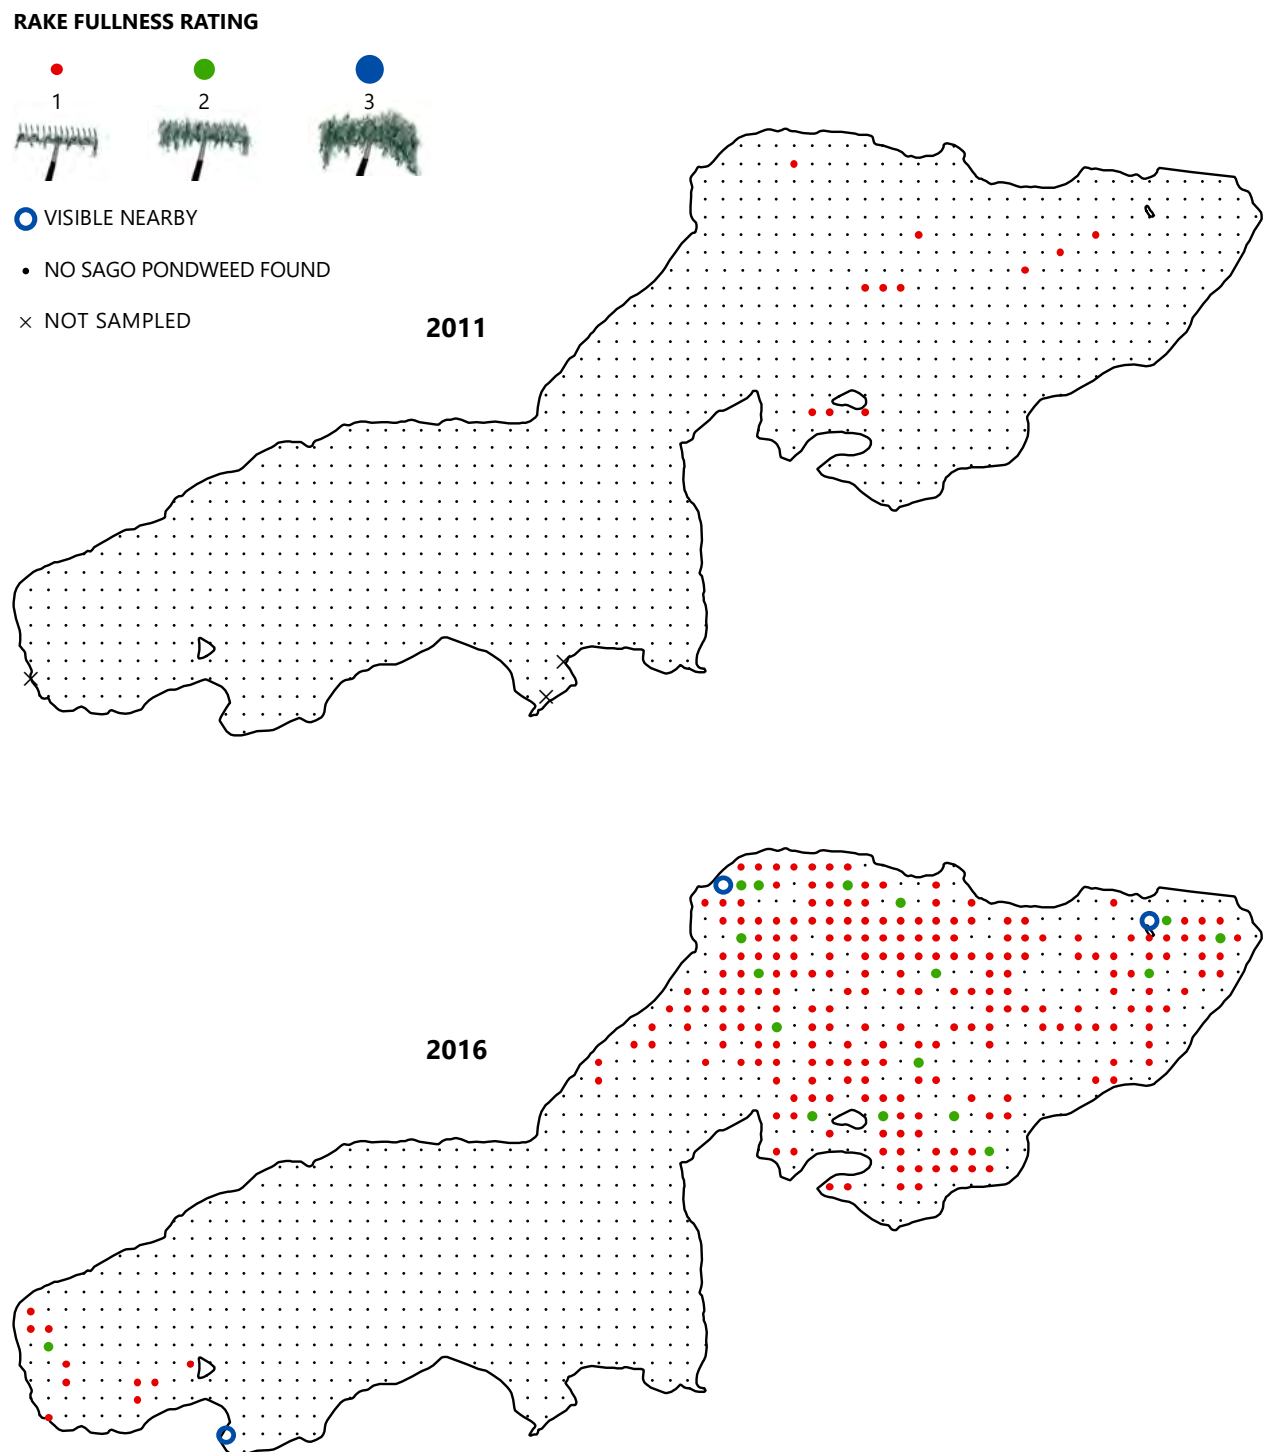 RAKE FULLNESS RATING
1 2 3
VISIBLE NEARBY
NO SAGO PONDWEED FOUND
NOT SAMPLED
2011
2016